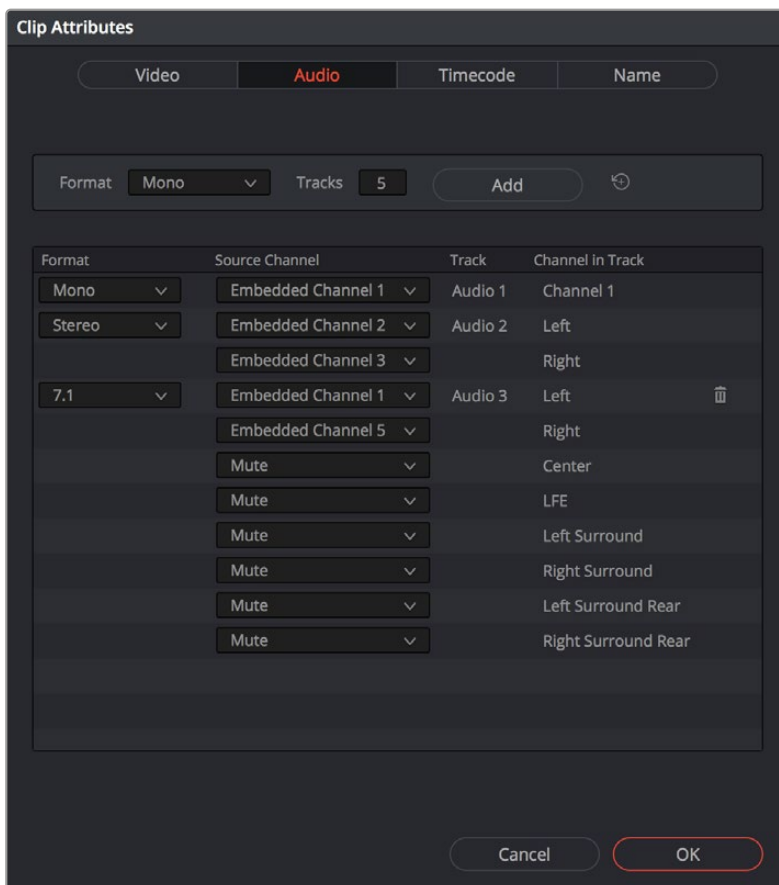 Clip Attributes
Video Audio Timecode Name
Format Mono Tracks 5 Add
Format Source Channel Track Channel in Track
Mono Embedded Channel 1 Audio 1 Channel 1
Stereo Embedded Channel 2 Audio 2 Left
Embedded Channel 3 Right
7.1 Embedded Channel 1 Audio 3 Left
Embedded Channel 5 Right
Mute Center
Mute LFE
Mute Left Surround
Mute Right Surround
Mute Left Surround Rear
Mute Right Surround Rear
Cancel OK